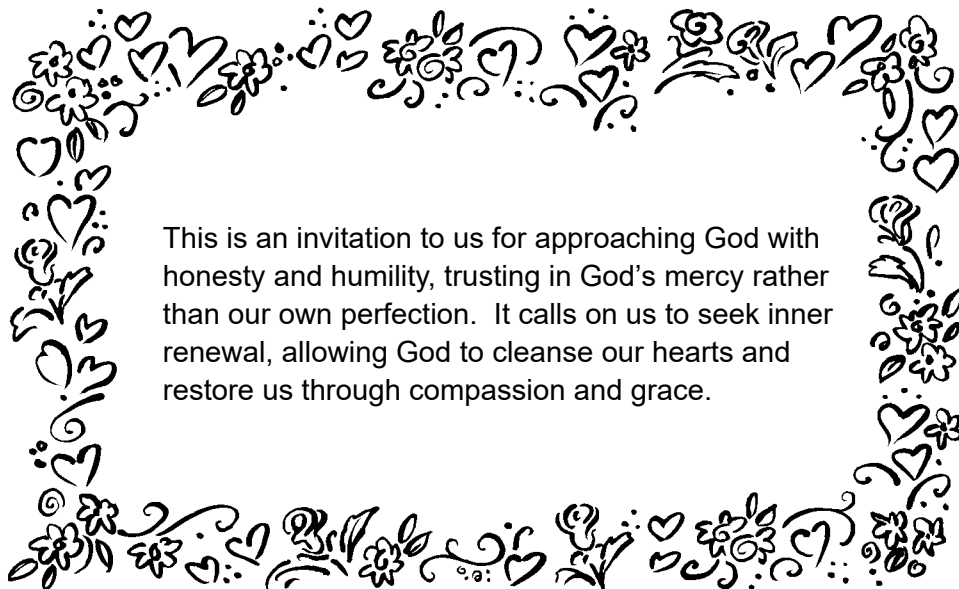 This is an invitation to us for approaching God with
honesty and humility, trusting in God’s mercy rather
than our own perfection.  It calls on us to seek inner
renewal, allowing God to cleanse our hearts and
restore us through compassion and grace.